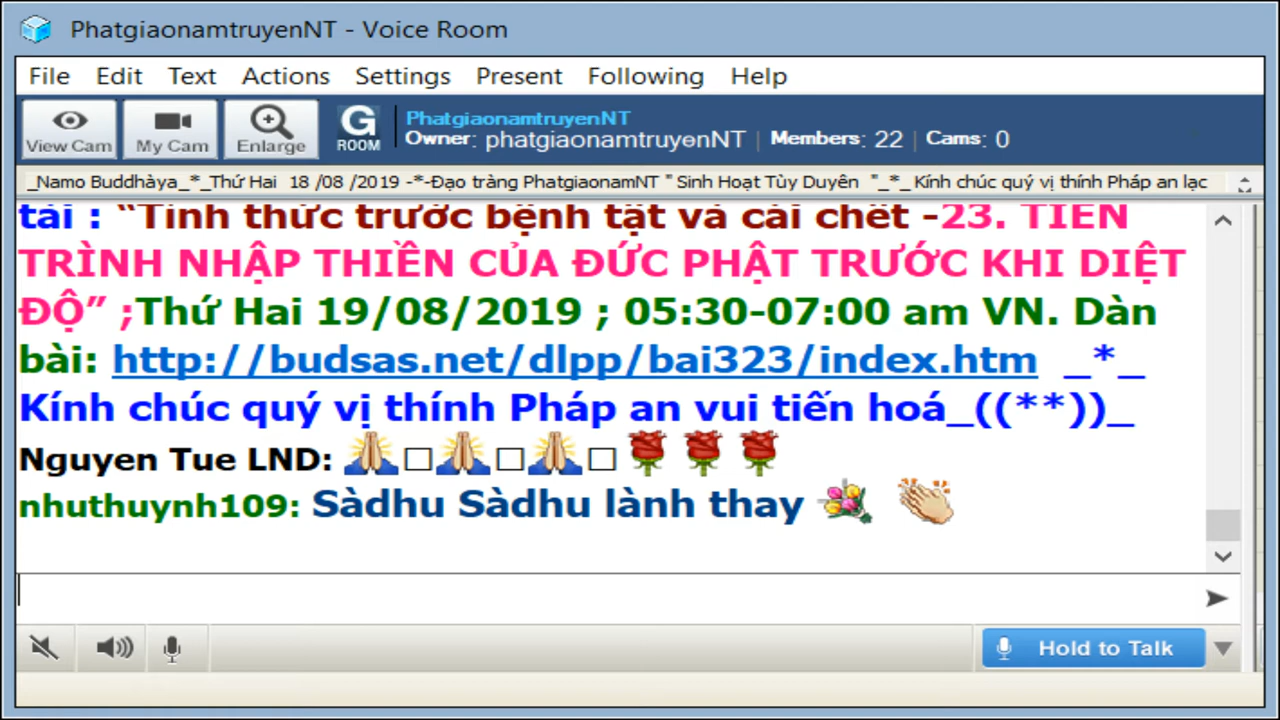 PhatgiaonamtruyenNT - Voice Room
File Edit Text Actions Settings Present Following Help
View Cam My Cam Enlarge G ROOM
PhatgiaonamtruyenNT
Owner: phatgiaonamtruyenNT | Members: 22 | Cams: 0
_Namo Buddhàya_*_Thứ Hai 18 /08 /2019 -*-Đạo tràng PhatgiaonamNT " Sinh Hoạt Tùy Duyên "_*_ Kính chúc quý vị thính Pháp an lạc
tài : “Tỉnh thức trước bệnh tật và cái chết -23. TIẾN
TRÌNH NHẬP THIỀN CỦA ĐỨC PHẬT TRƯỚC KHI DIỆT
ĐỘ” ;Thứ Hai 19/08/2019 ; 05:30-07:00 am VN. Dàn
bài: http://budsas.net/dlpp/bai323/index.htm _*_
Kính chúc quý vị thính Pháp an vui tiến hoá_((**))_
Nguyen Tue LND: 🙏□🙏□🙏□🌹🌹🌹
nhuthuynh109: Sàdhu Sàdhu lành thay 💐 👏
Hold to Talk